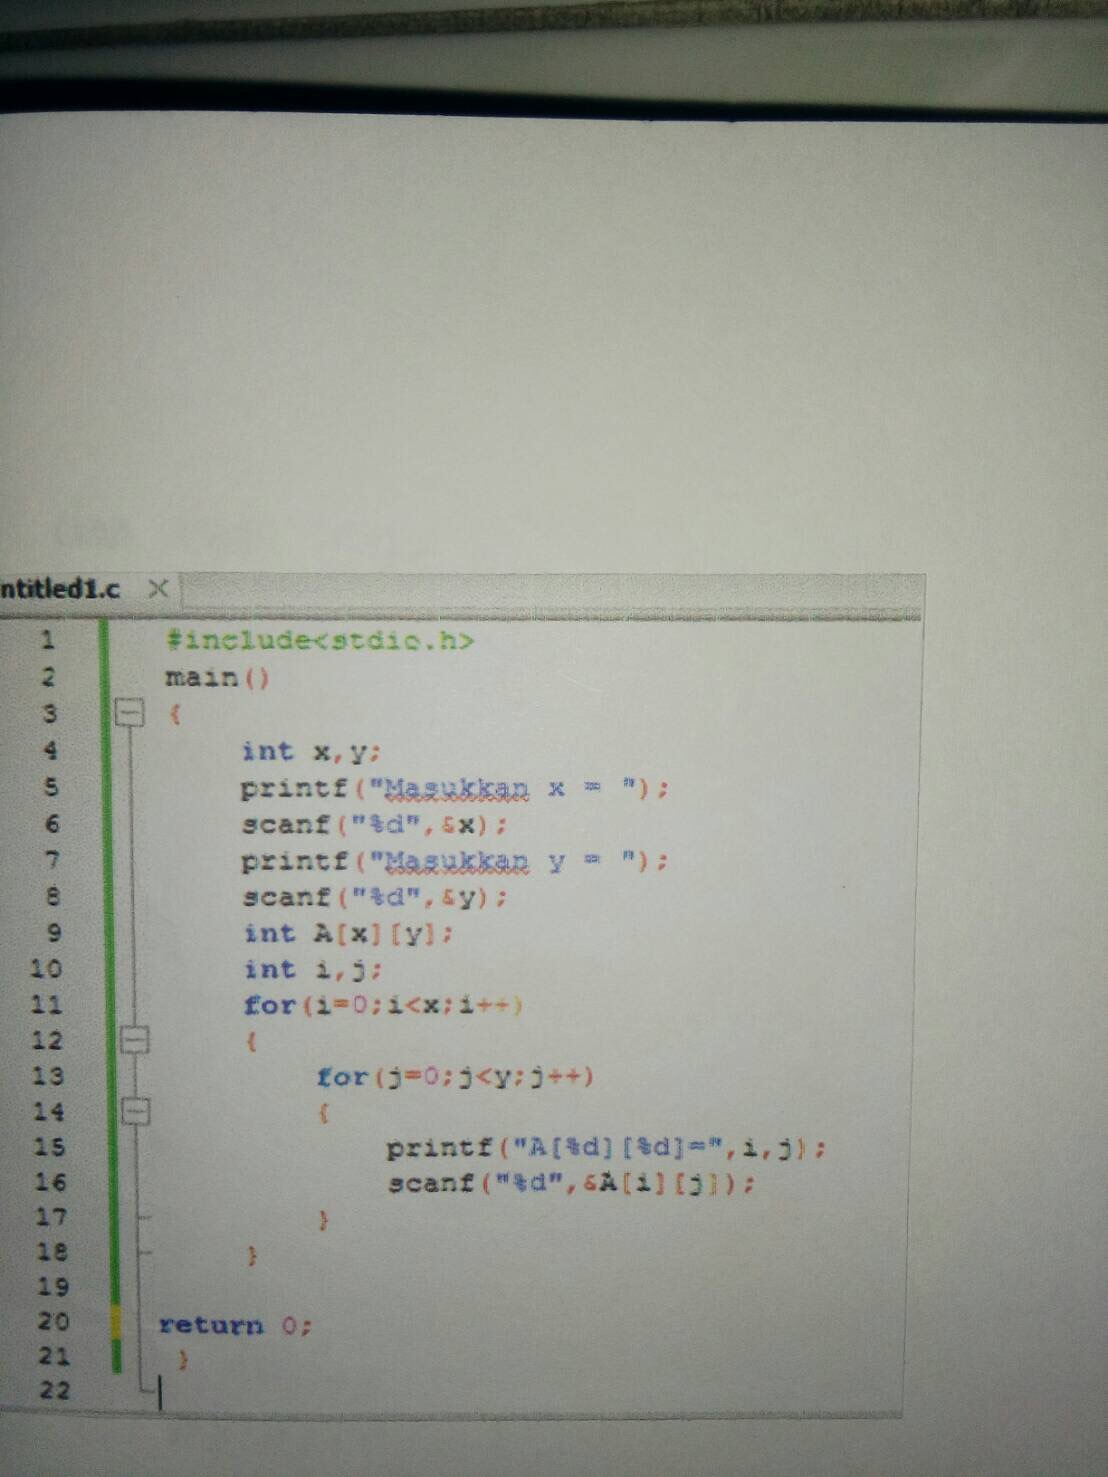 ntitled1.c
1 #include<stdio.h>
2 main()
3 {
4 int x,y;
5 printf("Masukkan x = ");
6 scanf("%d",&x);
7 printf("Masukkan y = ");
8 scanf("%d",&y);
9 int A[x][y];
10 int i,j;
11 for(i=0;i<x;i++)
12 {
13 for(j=0;j<y;j++)
14 {
15 printf("A[%d][%d]=",i,j);
16 scanf("%d",&A[i][j]);
17 }
18 }
19
20 return 0;
21 }
22